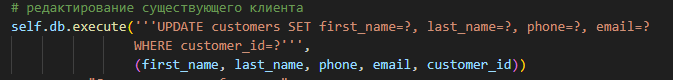 # редактирование существующего клиента
self.db.execute('''UPDATE customers SET first_name=?, last_name=?, phone=?, email=?
WHERE customer_id=?''',
(first_name, last_name, phone, email, customer_id))